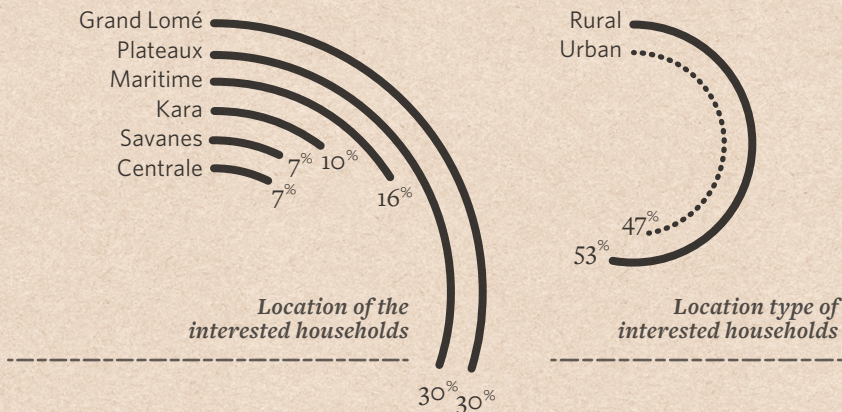 Grand Lomé
Plateaux
Maritime
Kara
Savanes
Centrale
7%
7%
10%
16%
30%
30%
Location of the
interested households
Rural
Urban
47%
53%
Location type of
interested households